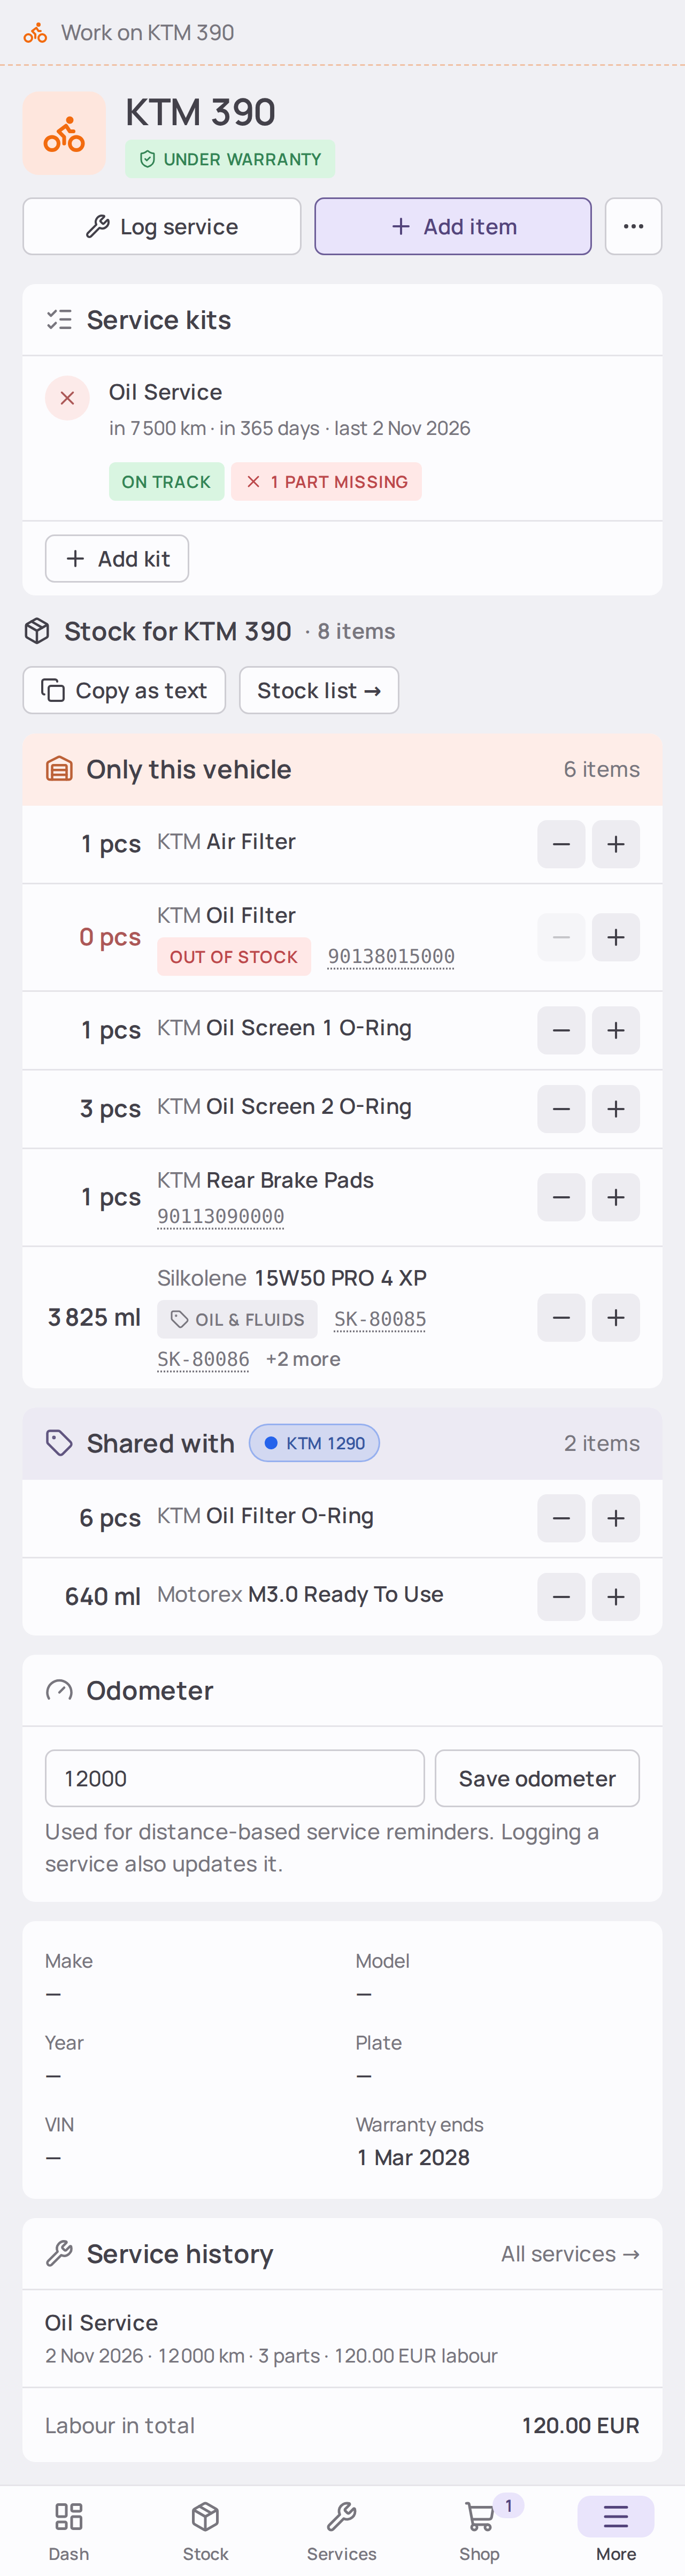 Work on KTM 390
KTM 390
UNDER WARRANTY
Log service
+ Add item
...
Service kits
Oil Service
in 7 500 km · in 365 days · last 2 Nov 2026
ON TRACK
1 PART MISSING
+ Add kit
Stock for KTM 390 · 8 items
Copy as text
Stock list →
Only this vehicle
6 items
1 pcs KTM Air Filter
0 pcs KTM Oil Filter
OUT OF STOCK 90138015000
1 pcs KTM Oil Screen 1 O-Ring
3 pcs KTM Oil Screen 2 O-Ring
1 pcs KTM Rear Brake Pads
90113090000
3 825 ml Silkolene 15W50 PRO 4 XP
OIL & FLUIDS SK-80085
SK-80086 +2 more
Shared with KTM 1290
2 items
6 pcs KTM Oil Filter O-Ring
640 ml Motorex M3.0 Ready To Use
Odometer
12000
Save odometer
Used for distance-based service reminders. Logging a
service also updates it.
Make
–
Model
–
Year
–
Plate
–
VIN
–
Warranty ends
1 Mar 2028
Service history
All services →
Oil Service
2 Nov 2026 · 12 000 km · 3 parts · 120.00 EUR labour
Labour in total
120.00 EUR
Dash
Stock
Services
1
Shop
More